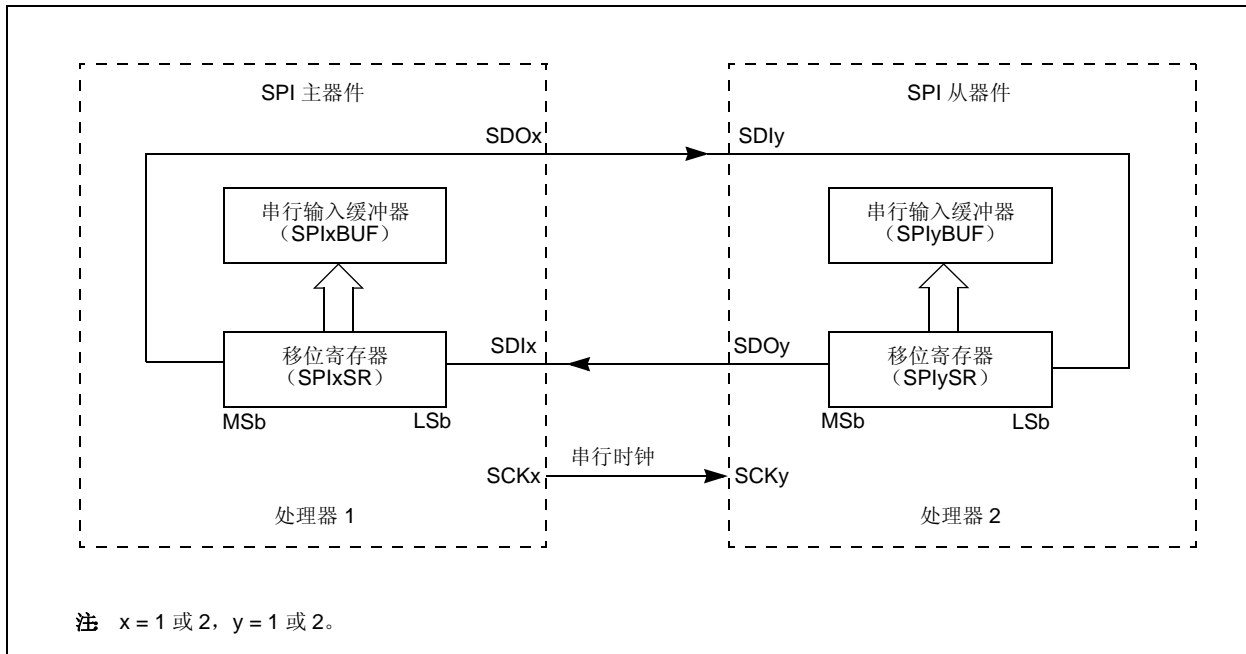 SPI 主器件
SPI 从器件
SDOx
SDIy
串行输入缓冲器
（SPIxBUF）
串行输入缓冲器
（SPIyBUF）
SDIx
SDOy
移位寄存器
（SPIxSR）
移位寄存器
（SPIySR）
MSb
LSb
MSb
LSb
串行时钟
SCKx
SCKy
处理器 1
处理器 2
注 x = 1 或 2，y = 1 或 2。